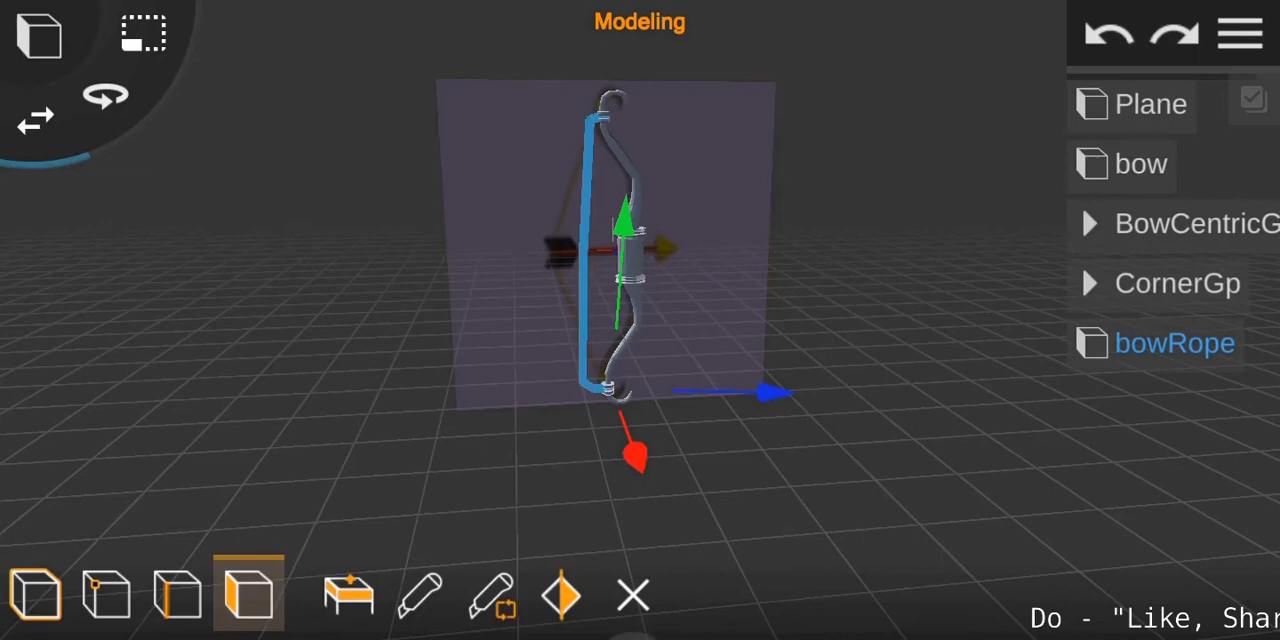 Modeling
Plane
bow
BowCentricG
CornerGp
bowRope
Do - "Like, Shar